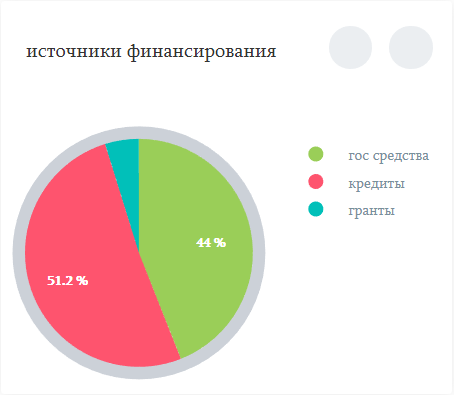 источники финансирования
гос средства
кредиты
гранты
44 %
51.2 %